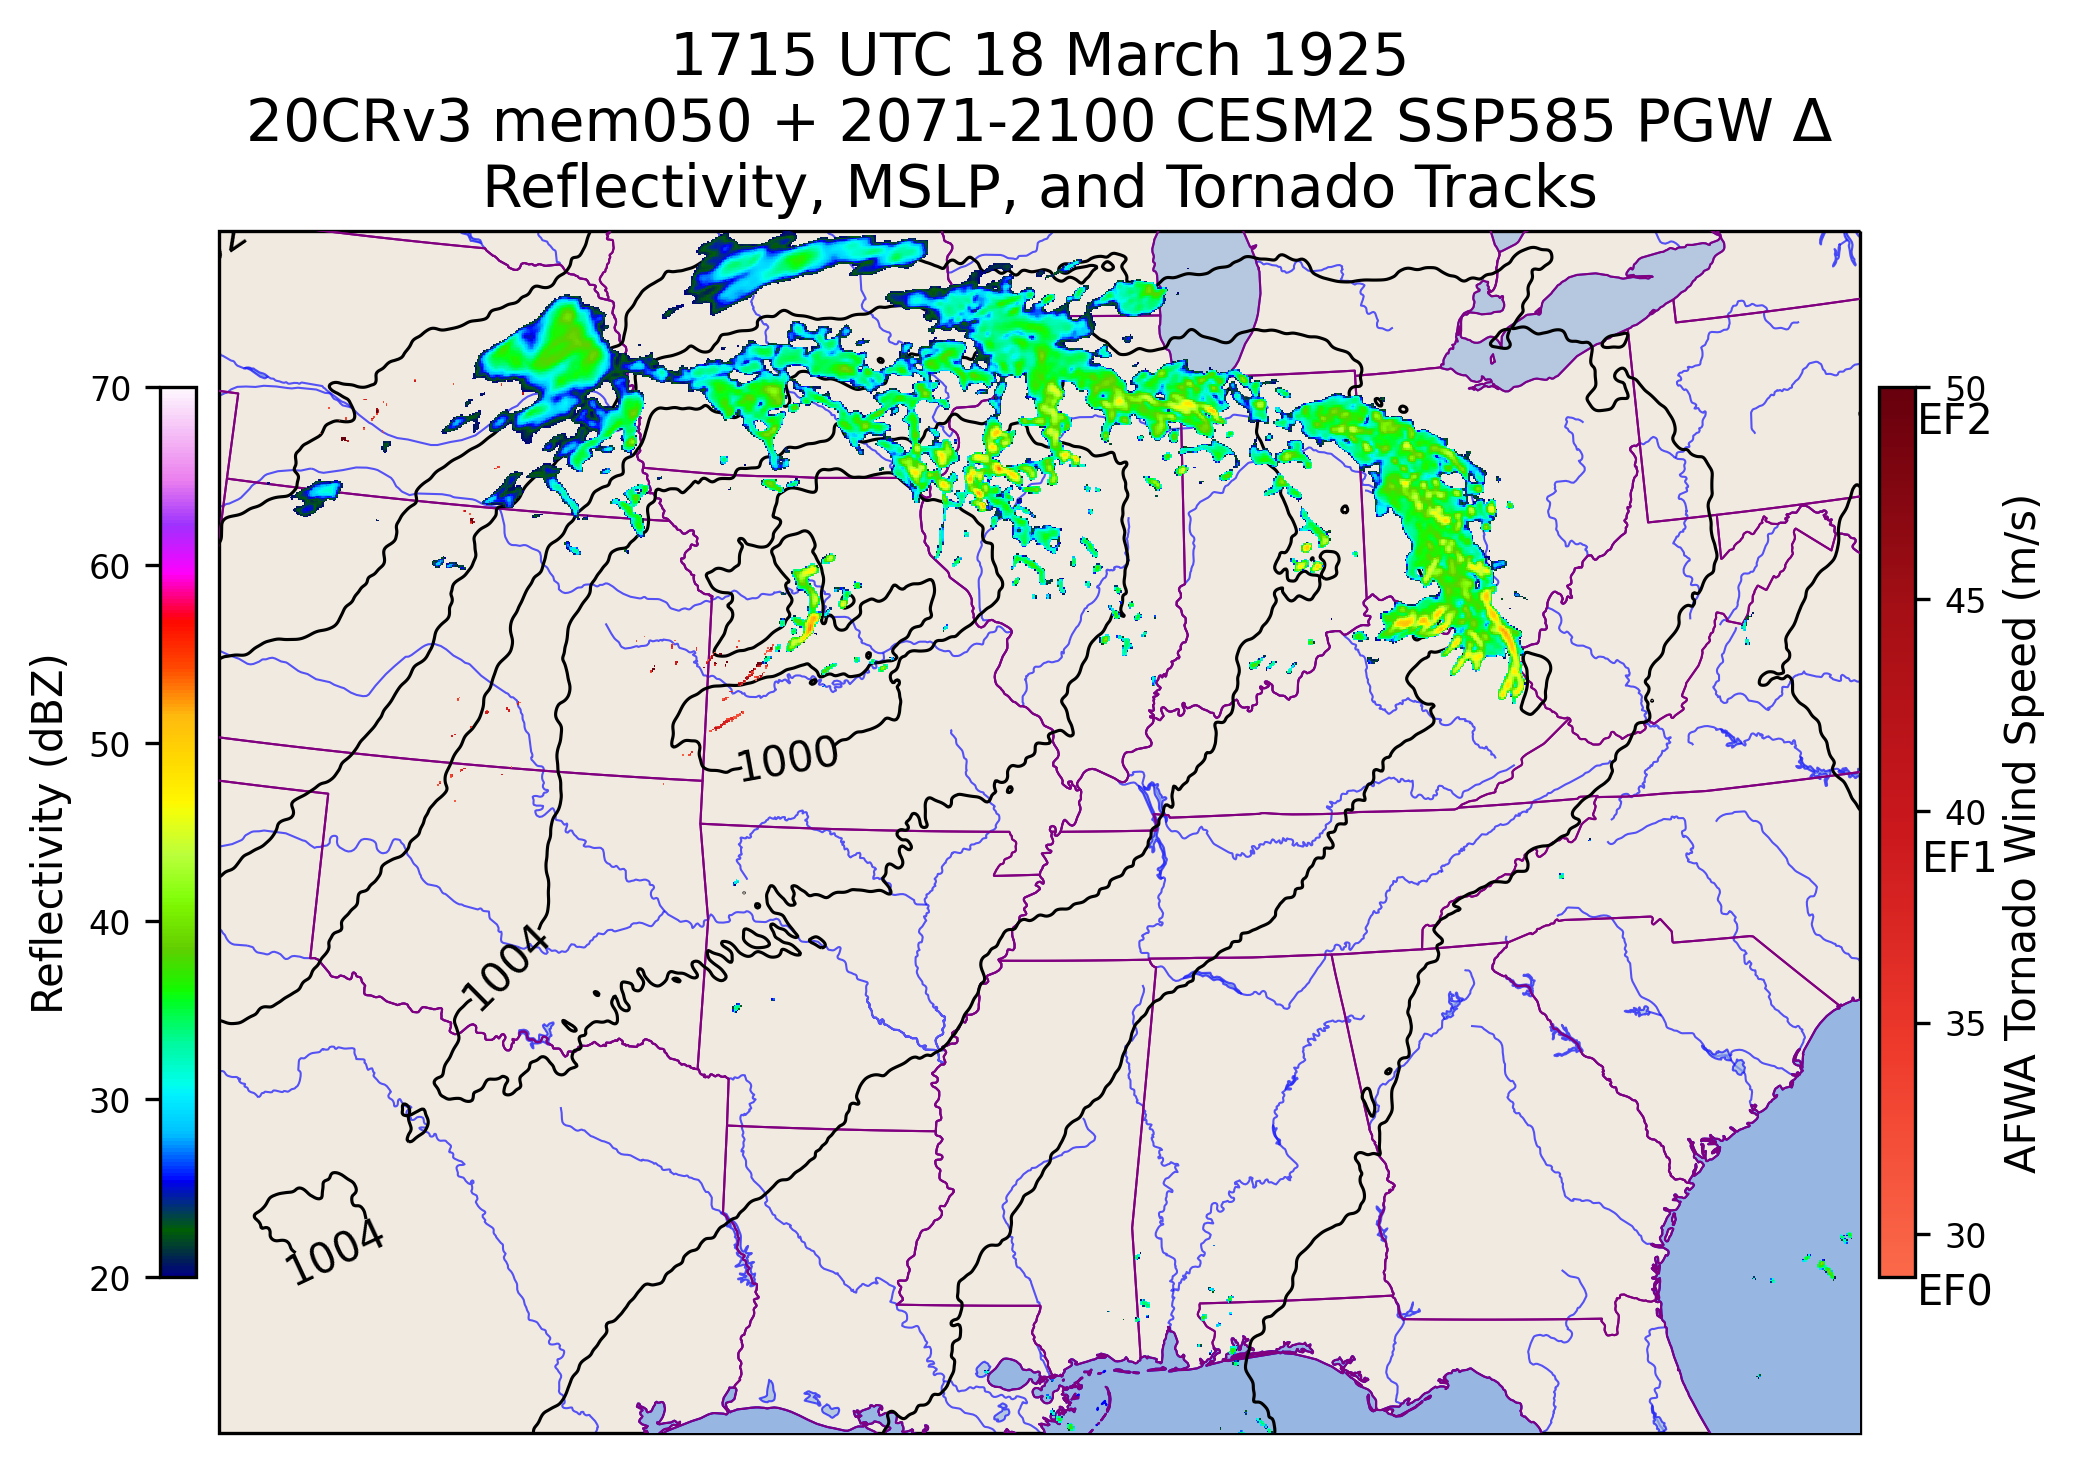 1715 UTC 18 March 1925
20CRv3 mem050 + 2071-2100 CESM2 SSP585 PGW Δ
Reflectivity, MSLP, and Tornado Tracks
70
60
50
40
30
20
Reflectivity (dBZ)
1000
1004
1004
50
EF2
45
40
EF1
35
30
EF0
AFWA Tornado Wind Speed (m/s)